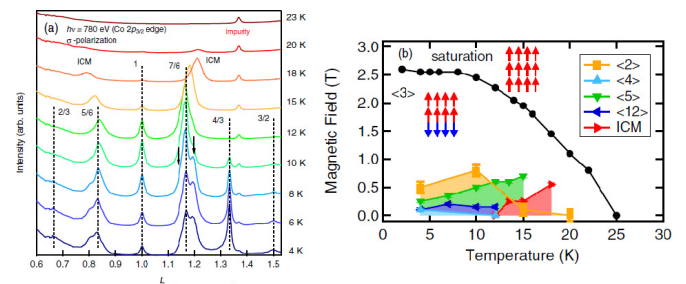 (a)
hν = 780 eV (Co 2p3/2 edge)
σ -polarization
Impurity
23 K
20 K
18 K
15 K
12 K
10 K
8 K
6 K
4 K
ICM
1
7/6
ICM
2/3
5/6
4/3
3/2
Intensity (arb. units)
0.6 0.7 0.8 0.9 1.0 1.1 1.2 1.3 1.4 1.5
L
(b)
saturation
<3>
<2>
<4>
<5>
<12>
ICM
Magnetic Field (T)
3.0
2.5
2.0
1.5
1.0
0.5
0.0
0 5 10 15 20 25 30
Temperature (K)